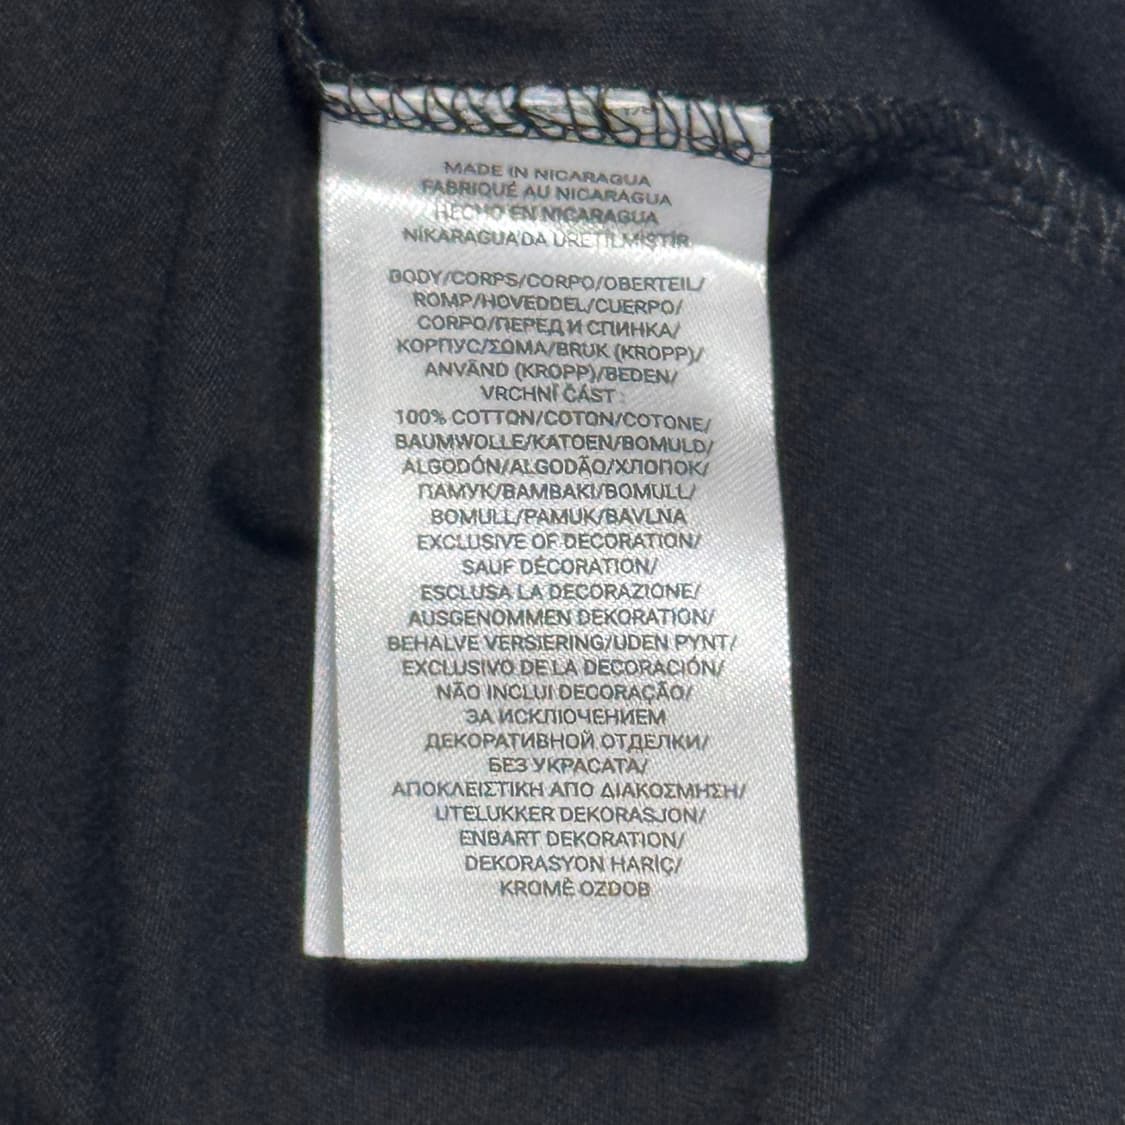 MADE IN NICARAGUA
FABRIQUÉ AU NICARAGUA
HECHO EN NICARAGUA
NİKARAGUA'DA ÜRETİLMİŞTİR
BODY/CORPS/CORPO/OBERTEIL/
ROMP/HOVEDDEL/CUERPO/
CORPO/ПЕРЕД И СПИНКА/
КОРПУС/ΣΩΜΑ/BRUK (KROPP)/
ANVÄND (KROPP)/BEDEN/
VRCHNÍ ČÁST :
100% COTTON/COTON/COTONE/
BAUMWOLLE/KATOEN/BOMULD/
ALGODÓN/ALGODÃO/ХЛОПОК/
ПАМУК/BAMBAKI/BOMULL/
BOMULL/PAMUK/BAVLNA
EXCLUSIVE OF DECORATION/
SAUF DÉCORATION/
ESCLUSA LA DECORAZIONE/
AUSGENOMMEN DEKORATION/
BEHALVE VERSIERING/UDEN PYNT/
EXCLUSIVO DE LA DECORACIÓN/
NÃO INCLUI DECORAÇÃO/
ЗА ИСКЛЮЧЕНИЕМ
ДЕКОРАТИВНОЙ ОТДЕЛКИ/
БЕЗ УКРАСАТА/
ΑΠΟΚΛΕΙΣΤΙΚΗ ΑΠΟ ΔΙΑΚΟΣΜΗΣΗ/
UTELUKKER DEKORASJON/
ENBART DEKORATION/
DEKORASYON HARİÇ/
KROMĚ OZDOB